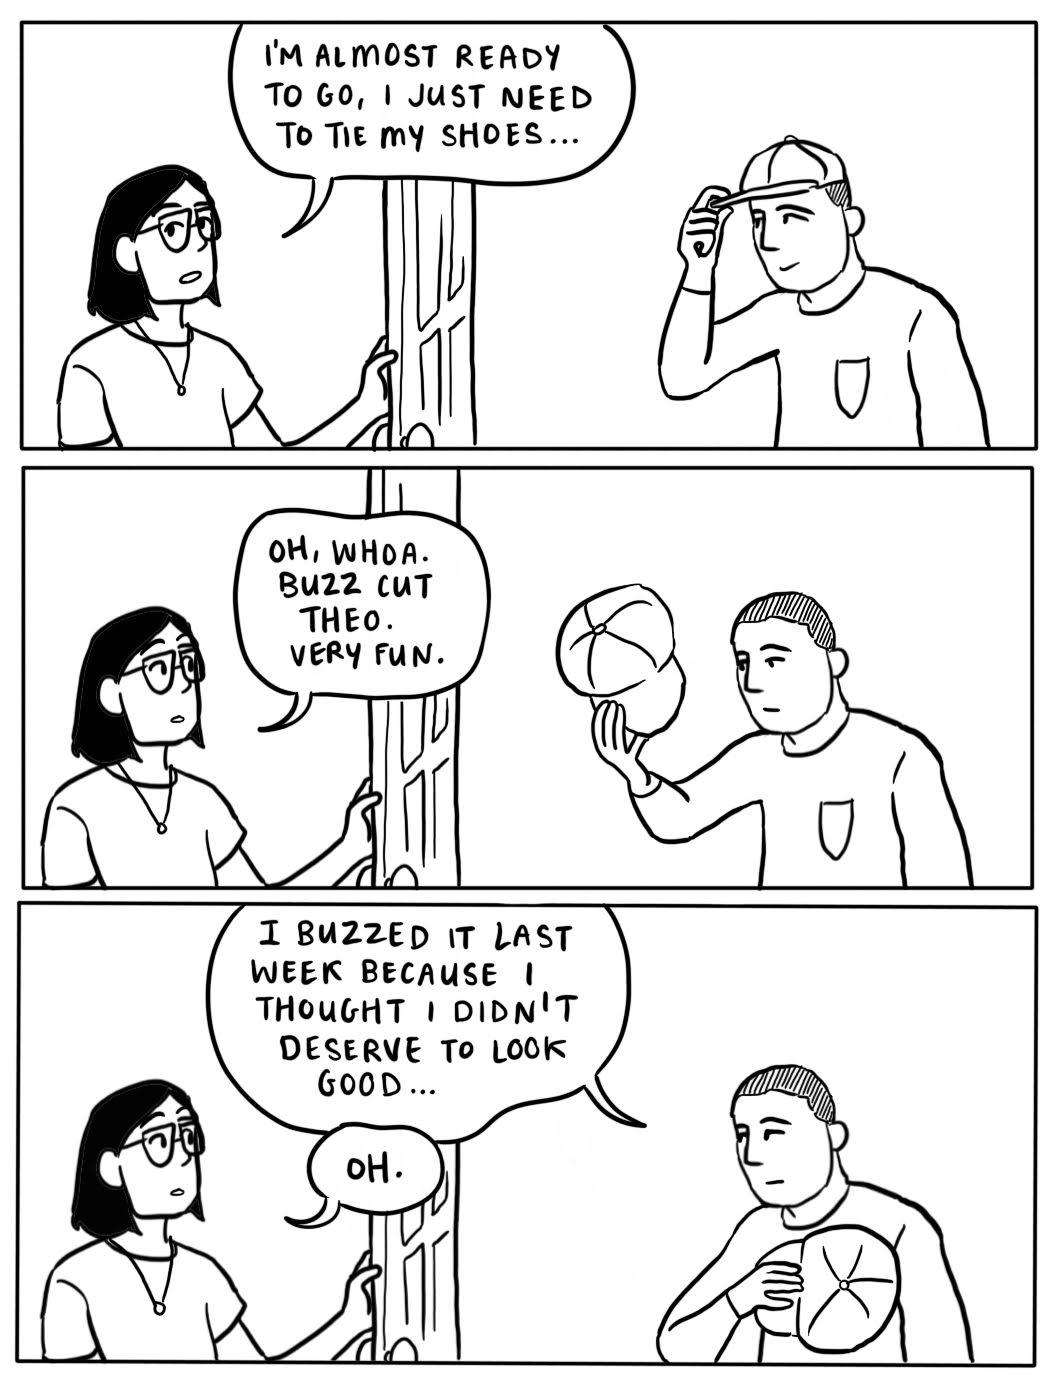 I'M ALMOST READY
TO GO, I JUST NEED
TO TIE MY SHOES...
OH, WHOA.
BUZZ CUT
THEO.
VERY FUN.
I BUZZED IT LAST
WEEK BECAUSE I
THOUGHT I DIDN'T
DESERVE TO LOOK
GOOD...
OH.